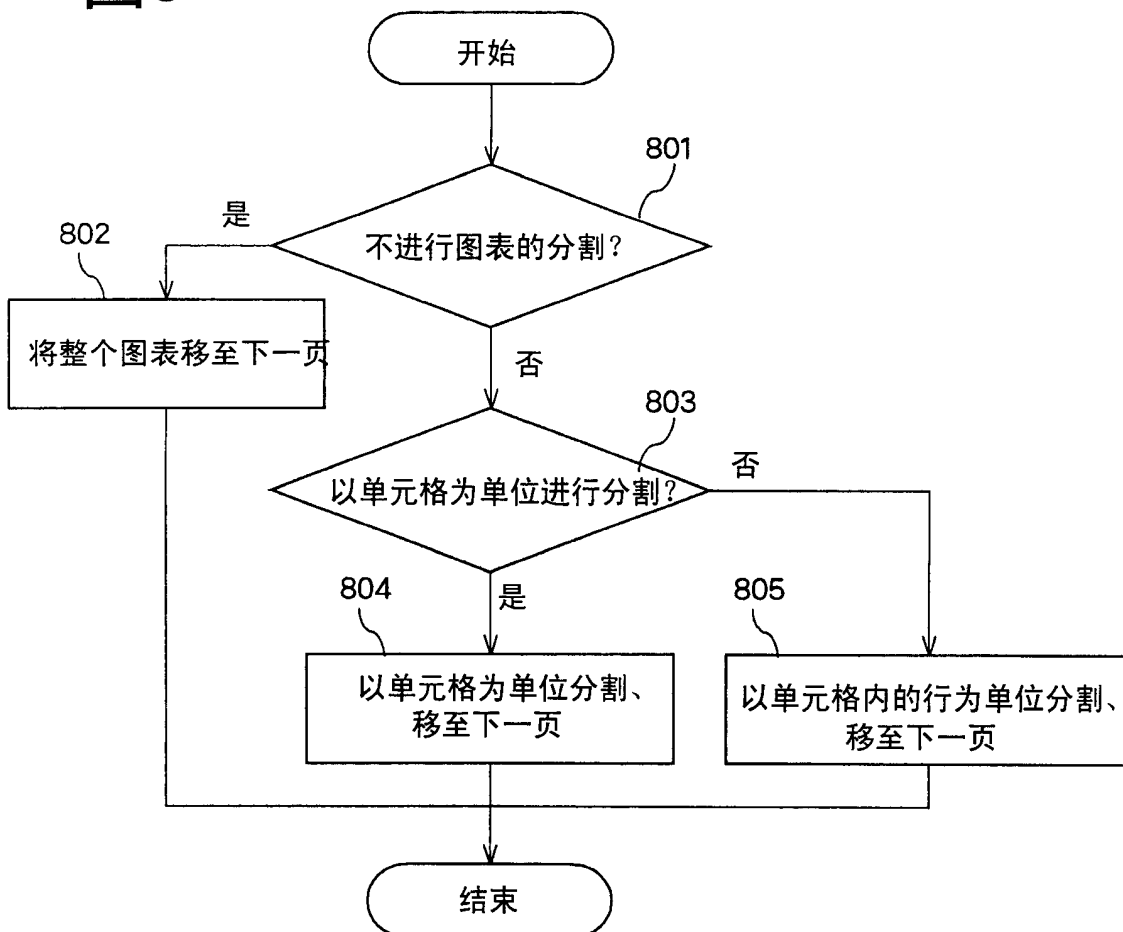 开始
801
不进行图表的分割?
是
802
将整个图表移至下一页
否
803
以单元格为单位进行分割?
否
是
804
以单元格为单位分割、
移至下一页
805
以单元格内的行为单位分割、
移至下一页
结束